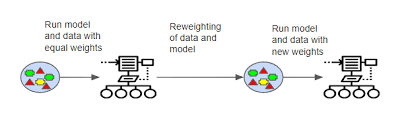 Run model
and data with
equal weights
Reweighting
of data and
model
Run model
and data with
new weights